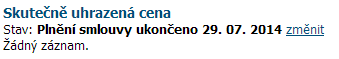 Skutečně uhrazená cena
Stav: Plnění smlouvy ukončeno 29. 07. 2014 změnit
Žádný záznam.